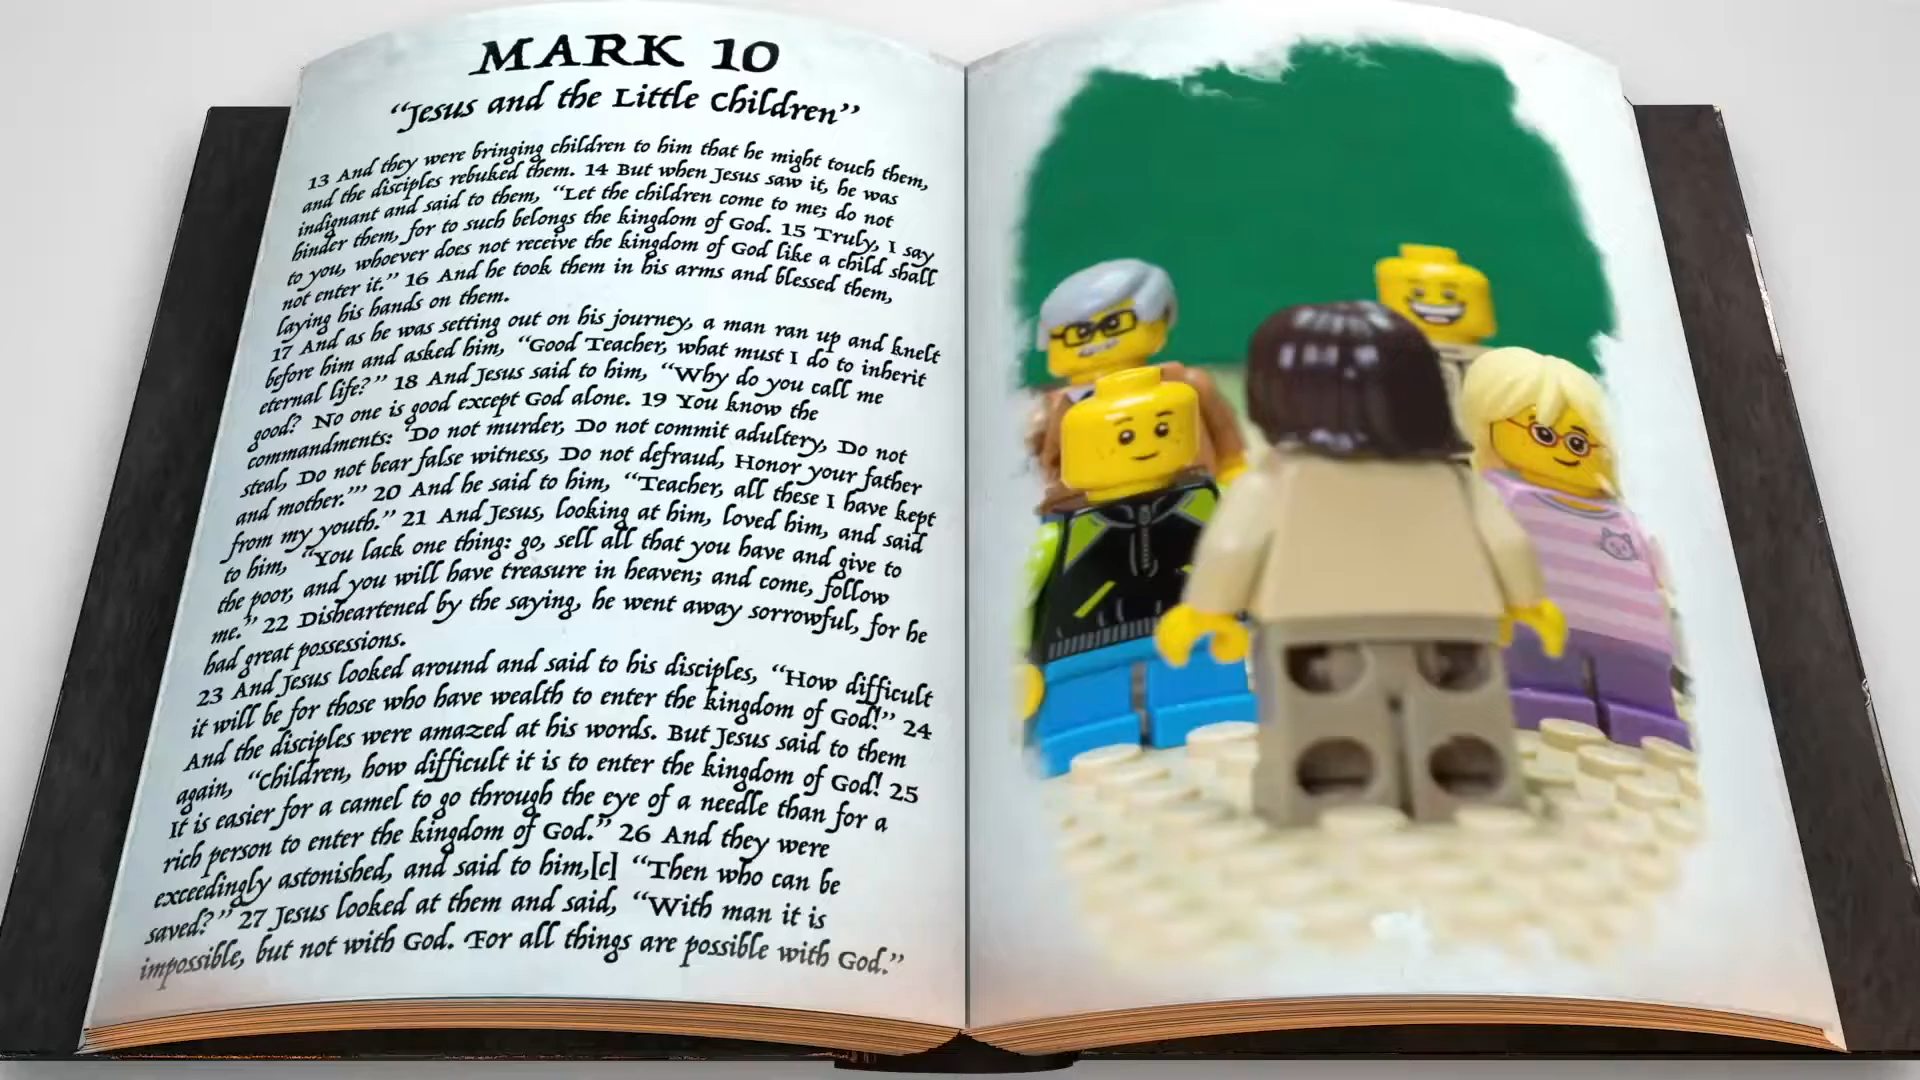 MARK 10
“Jesus and the Little Children”
13 And they were bringing children to him that he might touch them,
and the disciples rebuked them. 14 But when Jesus saw it, he was
indignant and said to them, “Let the children come to me; do not
hinder them, for to such belongs the kingdom of God. 15 Truly, I say
to you, whoever does not receive the kingdom of God like a child shall
not enter it.” 16 And he took them in his arms and blessed them,
laying his hands on them.
17 And as he was setting out on his journey, a man ran up and knelt
before him and asked him, “Good Teacher, what must I do to inherit
eternal life?” 18 And Jesus said to him, “Why do you call me
good? No one is good except God alone. 19 You know the
commandments: ‘Do not murder, Do not commit adultery, Do not
steal, Do not bear false witness, Do not defraud, Honor your father
and mother.’” 20 And he said to him, “Teacher, all these I have kept
from my youth.” 21 And Jesus, looking at him, loved him, and said
to him, “You lack one thing: go, sell all that you have and give to
the poor, and you will have treasure in heaven; and come, follow
me.” 22 Disheartened by the saying, he went away sorrowful, for he
had great possessions.
23 And Jesus looked around and said to his disciples, “How difficult
it will be for those who have wealth to enter the kingdom of God!” 24
And the disciples were amazed at his words. But Jesus said to them
again, “Children, how difficult it is to enter the kingdom of God! 25
It is easier for a camel to go through the eye of a needle than for a
rich person to enter the kingdom of God.” 26 And they were
exceedingly astonished, and said to him,[c] “Then who can be
saved?” 27 Jesus looked at them and said, “With man it is
impossible, but not with God. For all things are possible with God.”